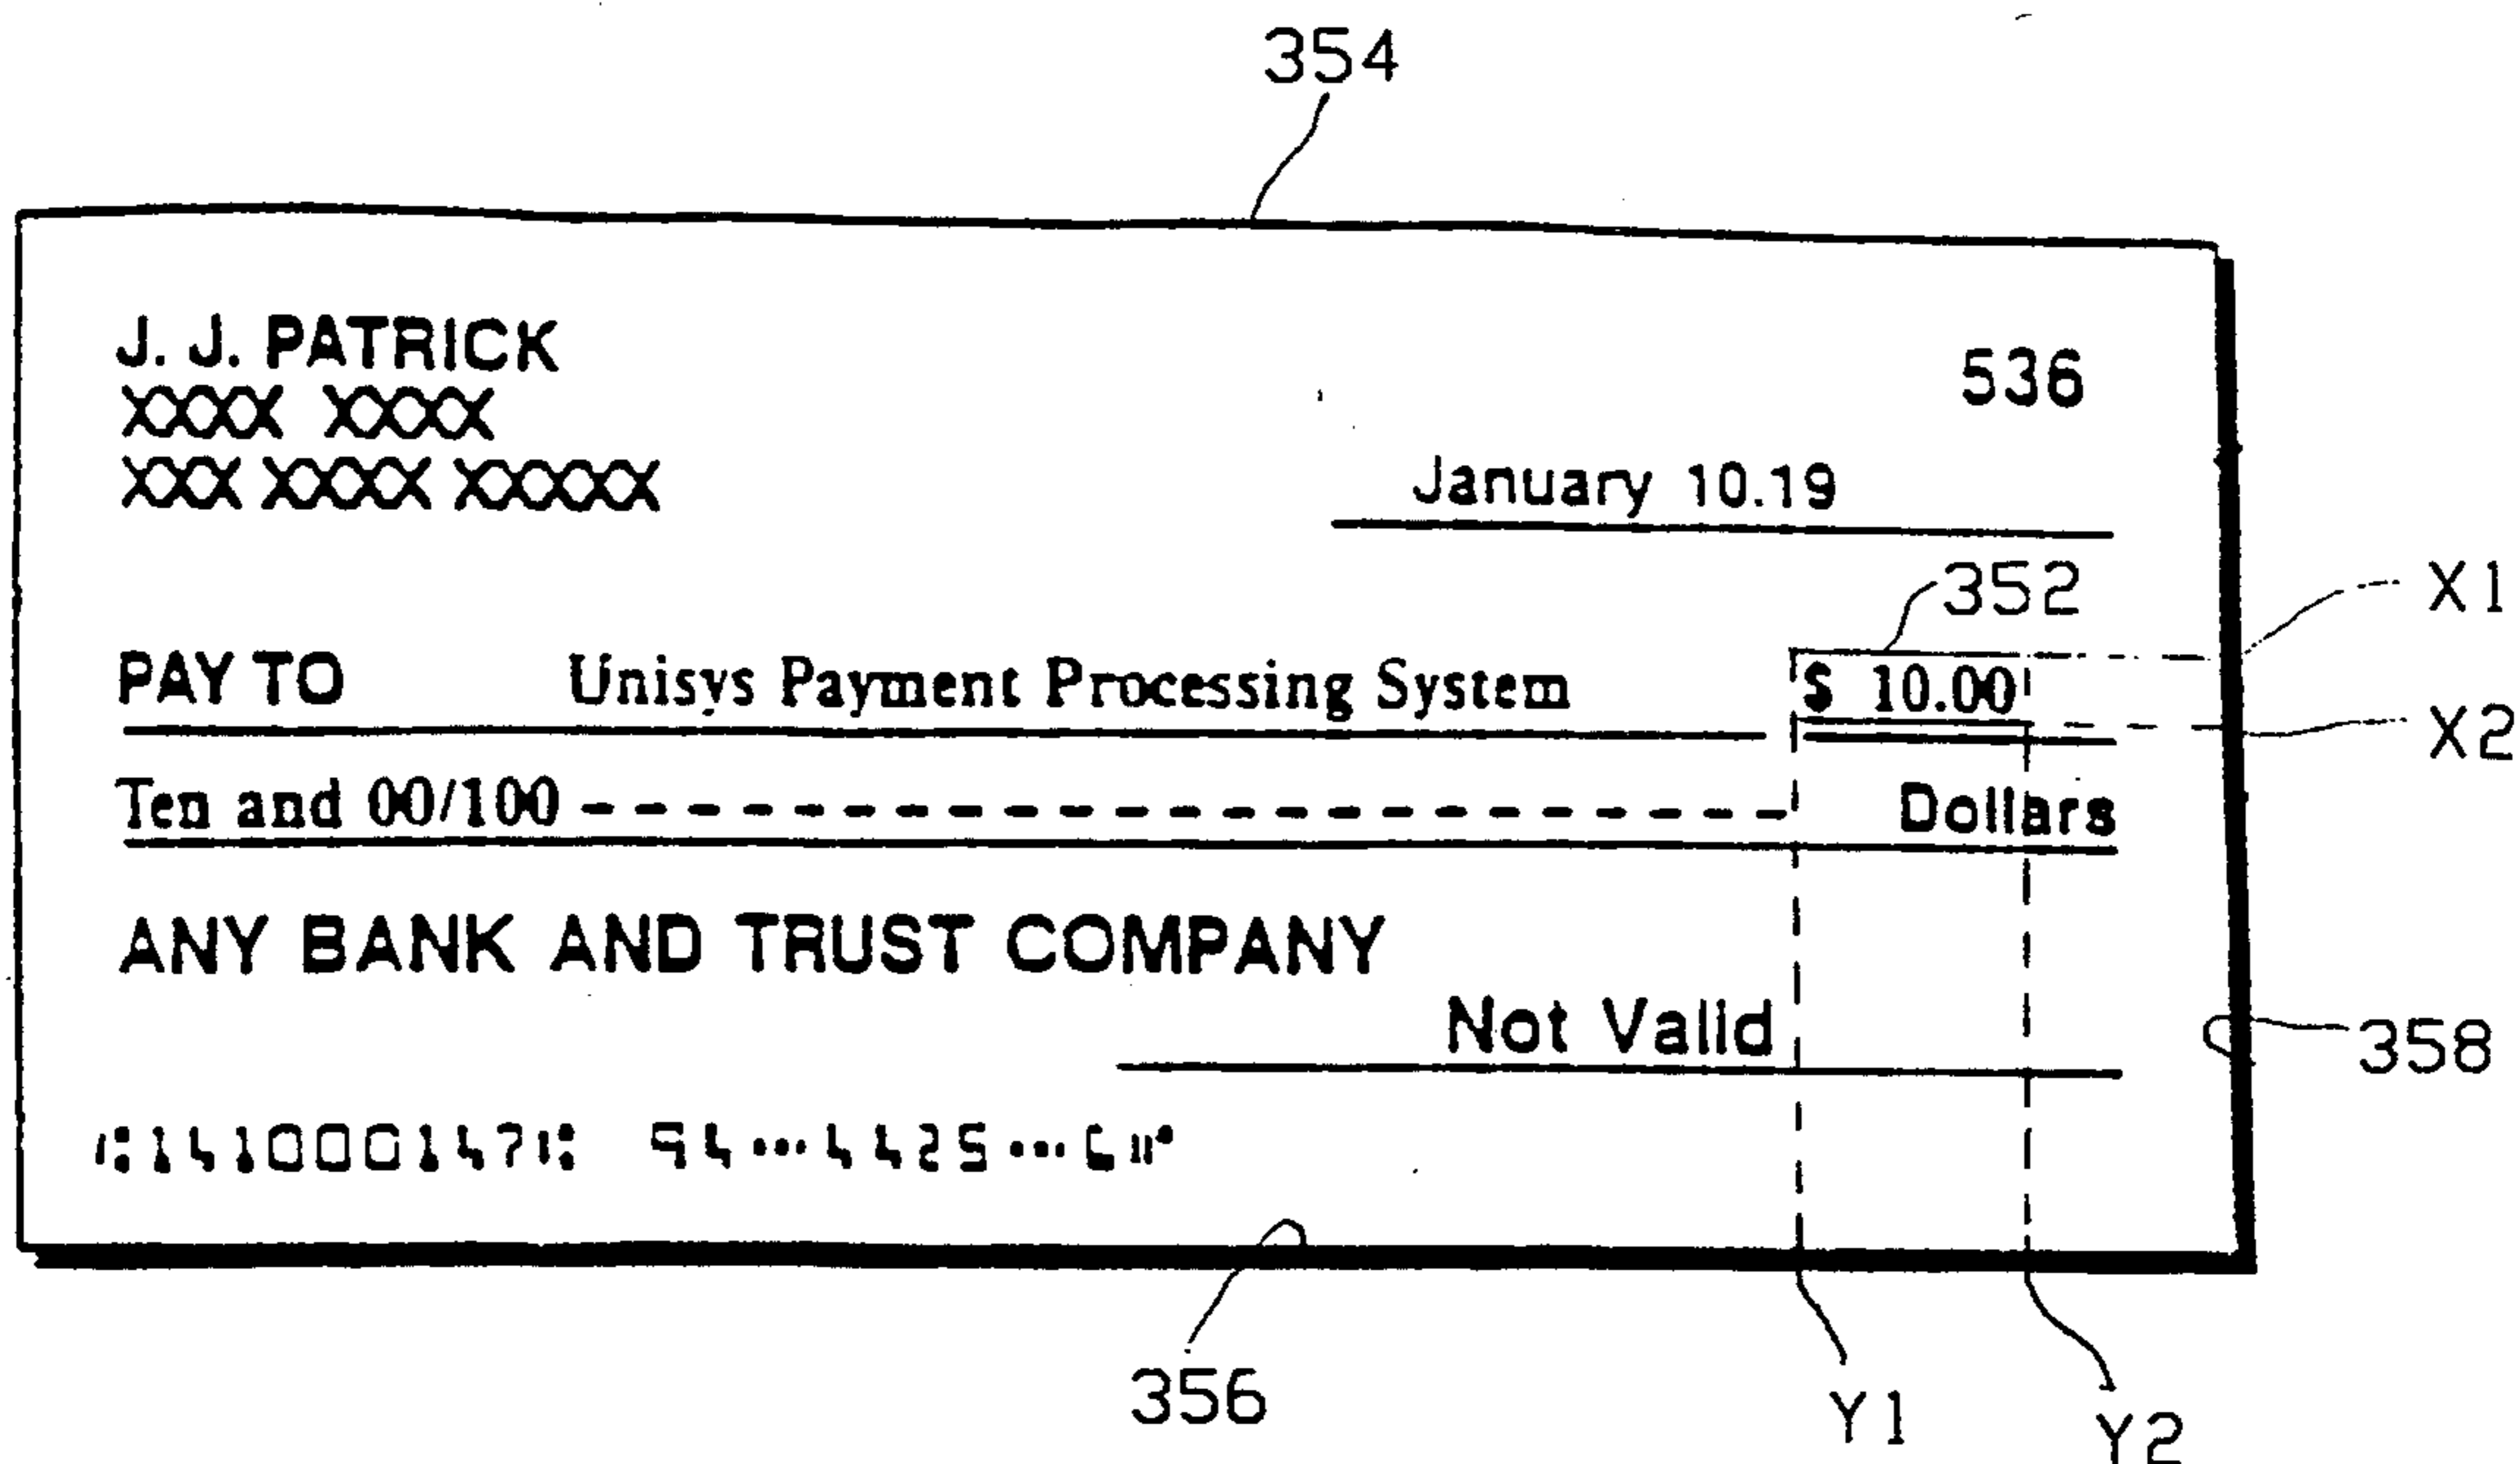 354
J. J. PATRICK
XXXX XXXX
XXX XXXX XXXXX
536
January 10.19
352
X1
PAY TO Unisys Payment Processing System $ 10.00
X2
Ten and 00/100 - - - - - - - - - - - - - - - - - - - - - - - Dollars
ANY BANK AND TRUST COMPANY
Not Valid
358
356
Y1
Y2